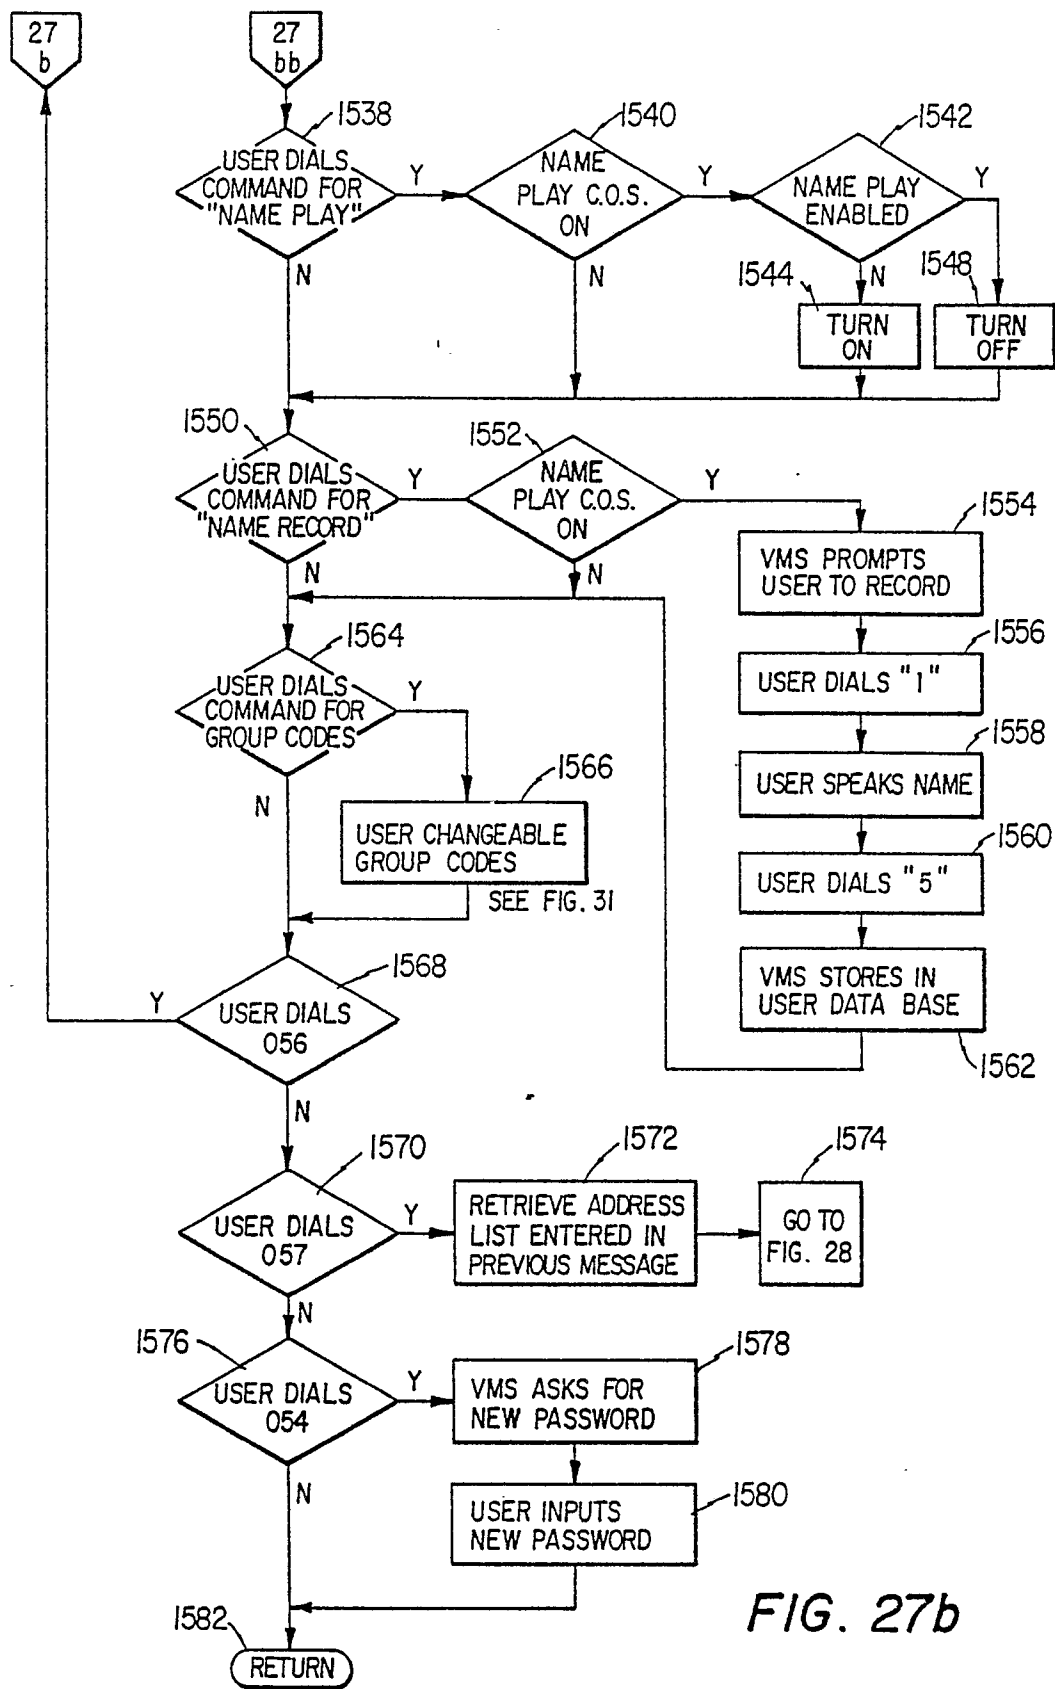 27
b
27
bb
1538
1540
1542
USER DIALS
COMMAND FOR
"NAME PLAY"
Y
NAME
PLAY C.O.S.
ON
Y
NAME PLAY
ENABLED
Y
N
N
N
1544
1548
TURN
ON
TURN
OFF
1550
1552
USER DIALS
COMMAND FOR
"NAME RECORD"
Y
NAME
PLAY C.O.S.
ON
Y
N
N
1554
VMS PROMPTS
USER TO RECORD
1556
USER DIALS "1"
1558
USER SPEAKS NAME
1560
USER DIALS "5"
VMS STORES IN
USER DATA BASE
1562
1564
USER DIALS
COMMAND FOR
GROUP CODES
Y
N
1566
USER CHANGEABLE
GROUP CODES
SEE FIG. 31
1568
Y
USER DIALS
056
N
1570
USER DIALS
057
Y
N
1572
RETRIEVE ADDRESS
LIST ENTERED IN
PREVIOUS MESSAGE
1574
GO TO
FIG. 28
1576
USER DIALS
054
Y
N
1578
VMS ASKS FOR
NEW PASSWORD
1580
USER INPUTS
NEW PASSWORD
1582
RETURN
FIG. 27b